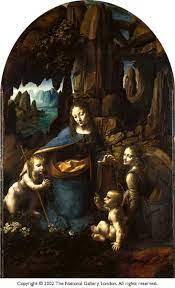 Copyright © 2002 The National Gallery, London. All rights reserved.